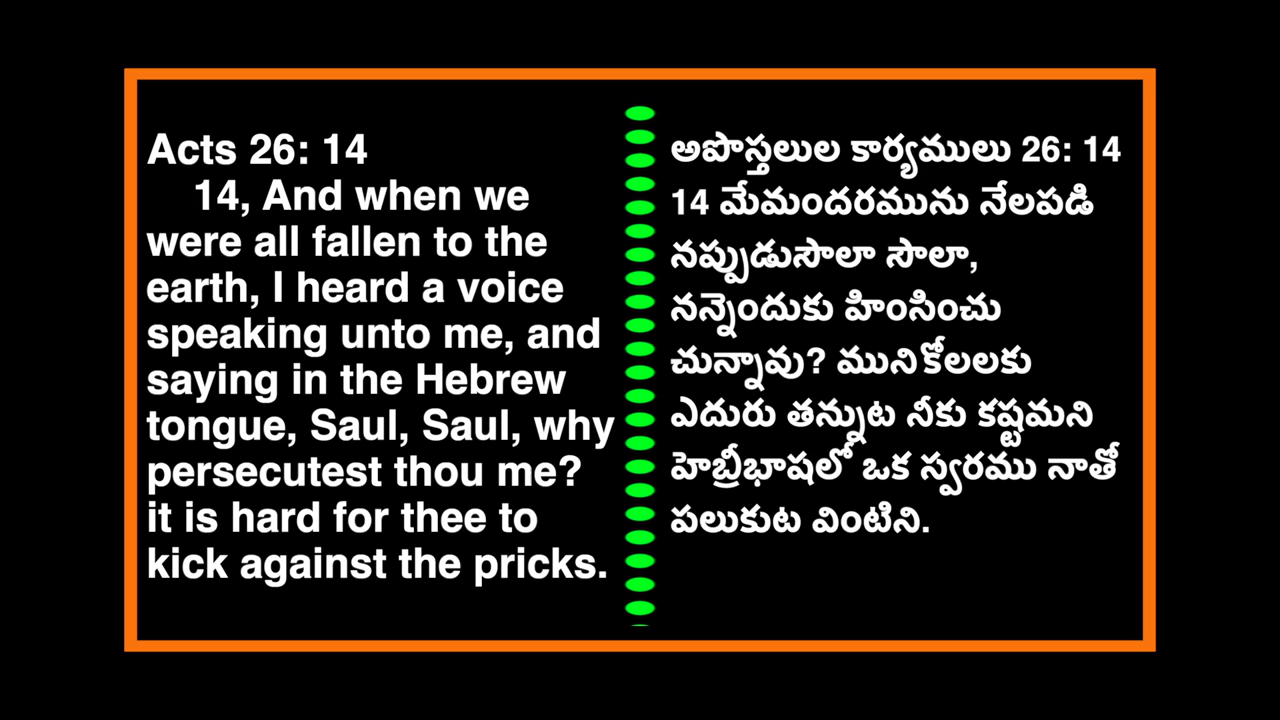 Acts 26: 14
14, And when we
were all fallen to the
earth, I heard a voice
speaking unto me, and
saying in the Hebrew
tongue, Saul, Saul, why
persecutest thou me?
it is hard for thee to
kick against the pricks.
అపొస్తలుల కార్యములు 26: 14
14 మేమందరమును నేలపడి
నప్పుడుసౌలా సౌలా,
నన్నెందుకు హింసించు
చున్నావు? మునికోలలకు
ఎదురు తన్నుట నీకు కష్టమని
హెబ్రీభాషలో ఒక స్వరము నాతో
పలుకుట వింటిని.